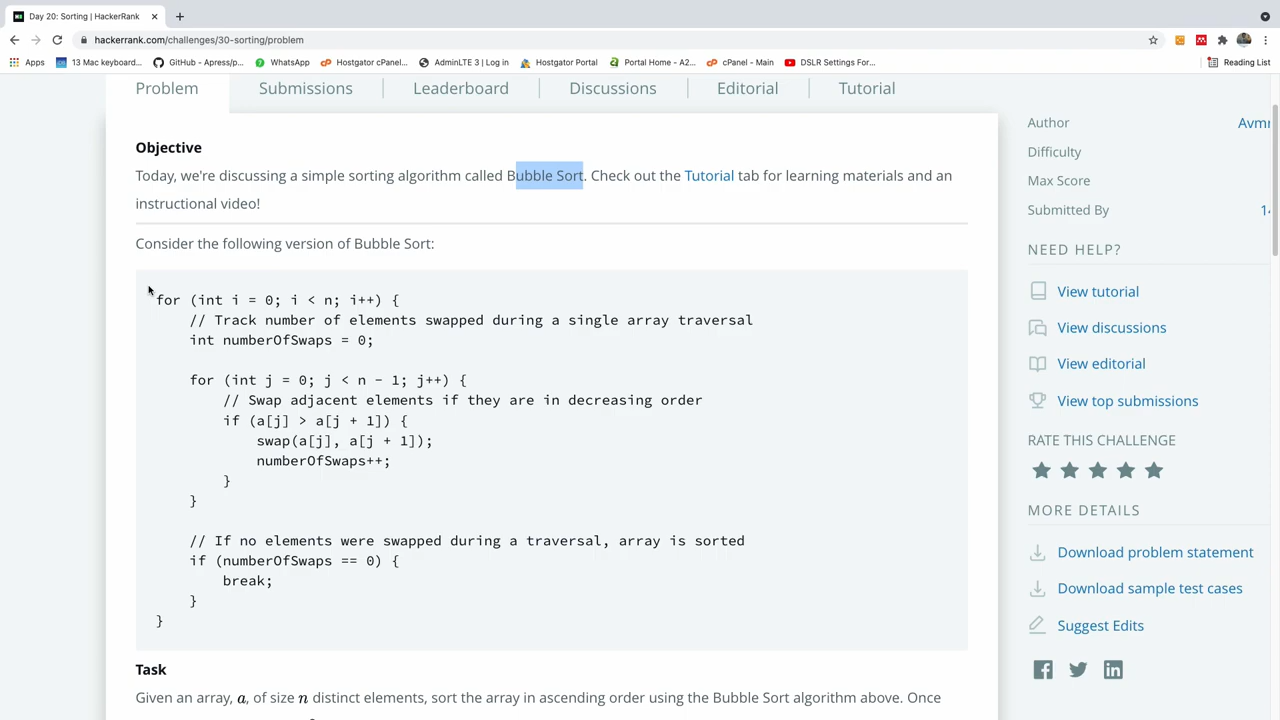 Day 20: Sorting | HackerRank
hackerrank.com/challenges/30-sorting/problem
Apps 13 Mac keyboard... GitHub - Apress/p... WhatsApp Hostgator cPanel... AdminLTE 3 | Log in Hostgator Portal Portal Home - A2... cPanel - Main DSLR Settings For... Reading List
Problem Submissions Leaderboard Discussions Editorial Tutorial
Objective
Today, we're discussing a simple sorting algorithm called Bubble Sort. Check out the Tutorial tab for learning materials and an
instructional video!
Consider the following version of Bubble Sort:
for (int i = 0; i < n; i++) {
    // Track number of elements swapped during a single array traversal
    int numberOfSwaps = 0;
    for (int j = 0; j < n - 1; j++) {
        // Swap adjacent elements if they are in decreasing order
        if (a[j] > a[j + 1]) {
            swap(a[j], a[j + 1]);
            numberOfSwaps++;
        }
    }
    // If no elements were swapped during a traversal, array is sorted
    if (numberOfSwaps == 0) {
        break;
    }
}
Task
Given an array, a, of size n distinct elements, sort the array in ascending order using the Bubble Sort algorithm above. Once
Author
Difficulty
Max Score
Submitted By
NEED HELP?
View tutorial
View discussions
View editorial
View top submissions
RATE THIS CHALLENGE
MORE DETAILS
Download problem statement
Download sample test cases
Suggest Edits